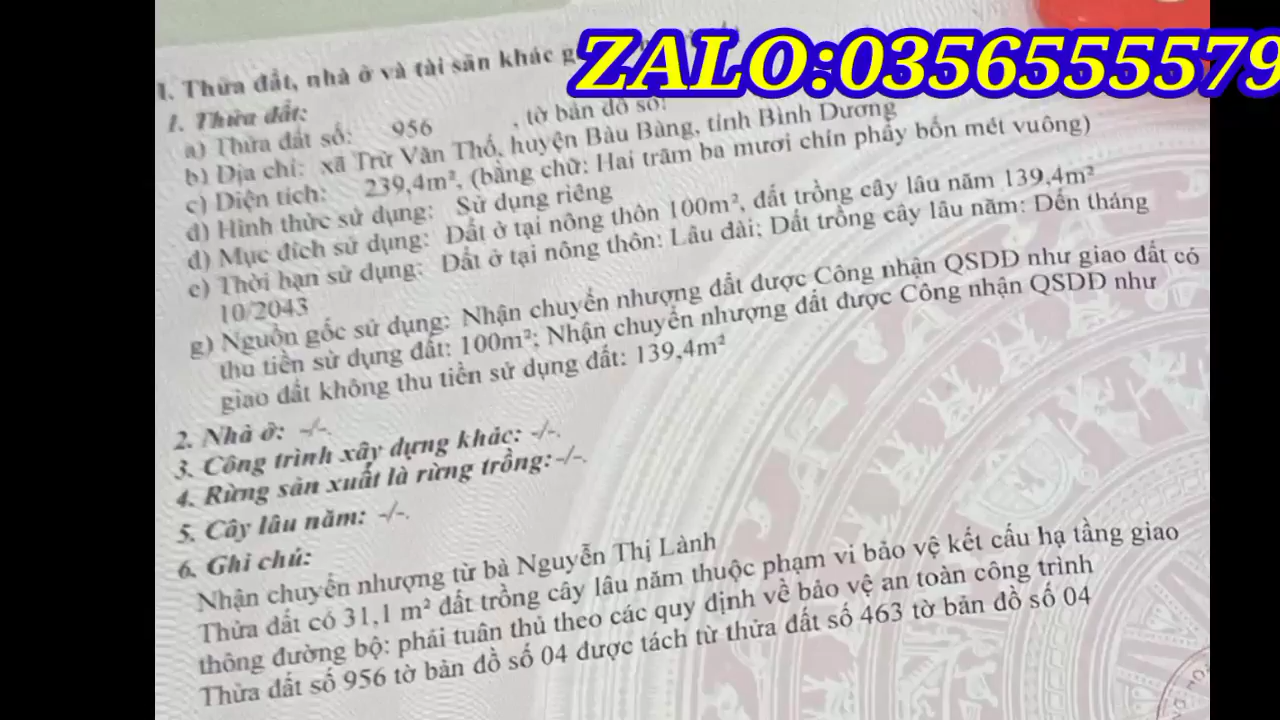 ZALO:0356555579
I. Thửa đất, nhà ở và tài sản khác
1. Thửa đất:
a) Thửa đất số: 956 , tờ bản đồ số:
b) Địa chỉ: xã Trừ Văn Thố, huyện Bàu Bàng, tỉnh Bình Dương
c) Diện tích: 239,4m², (bằng chữ: Hai trăm ba mươi chín phẩy bốn mét vuông)
d) Hình thức sử dụng: Sử dụng riêng
đ) Mục đích sử dụng: Đất ở tại nông thôn 100m², đất trồng cây lâu năm 139,4m²
e) Thời hạn sử dụng: Đất ở tại nông thôn: Lâu dài; Đất trồng cây lâu năm: Đến tháng
10/2043
g) Nguồn gốc sử dụng: Nhận chuyển nhượng đất được Công nhận QSDĐ như giao đất có
thu tiền sử dụng đất: 100m²; Nhận chuyển nhượng đất được Công nhận QSDĐ như
giao đất không thu tiền sử dụng đất: 139,4m²
2. Nhà ở: -/-.
3. Công trình xây dựng khác: -/-.
4. Rừng sản xuất là rừng trồng: -/-.
5. Cây lâu năm: -/-.
6. Ghi chú:
Nhận chuyển nhượng từ bà Nguyễn Thị Lành
Thửa đất có 31,1 m² đất trồng cây lâu năm thuộc phạm vi bảo vệ kết cấu hạ tầng giao
thông đường bộ: phải tuân thủ theo các quy định về bảo vệ an toàn công trình
Thửa đất số 956 tờ bản đồ số 04 được tách từ thửa đất số 463 tờ bản đồ số 04